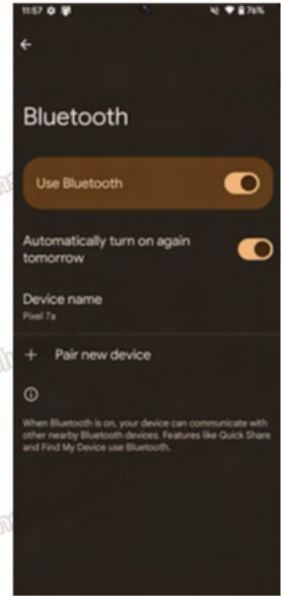 11:57
76%
Bluetooth
Use Bluetooth
Automatically turn on again
tomorrow
Device name
Pixel 7a
+ Pair new device
When Bluetooth is on, your device can communicate with
other nearby Bluetooth devices. Features like Quick Share
and Find My Device use Bluetooth.